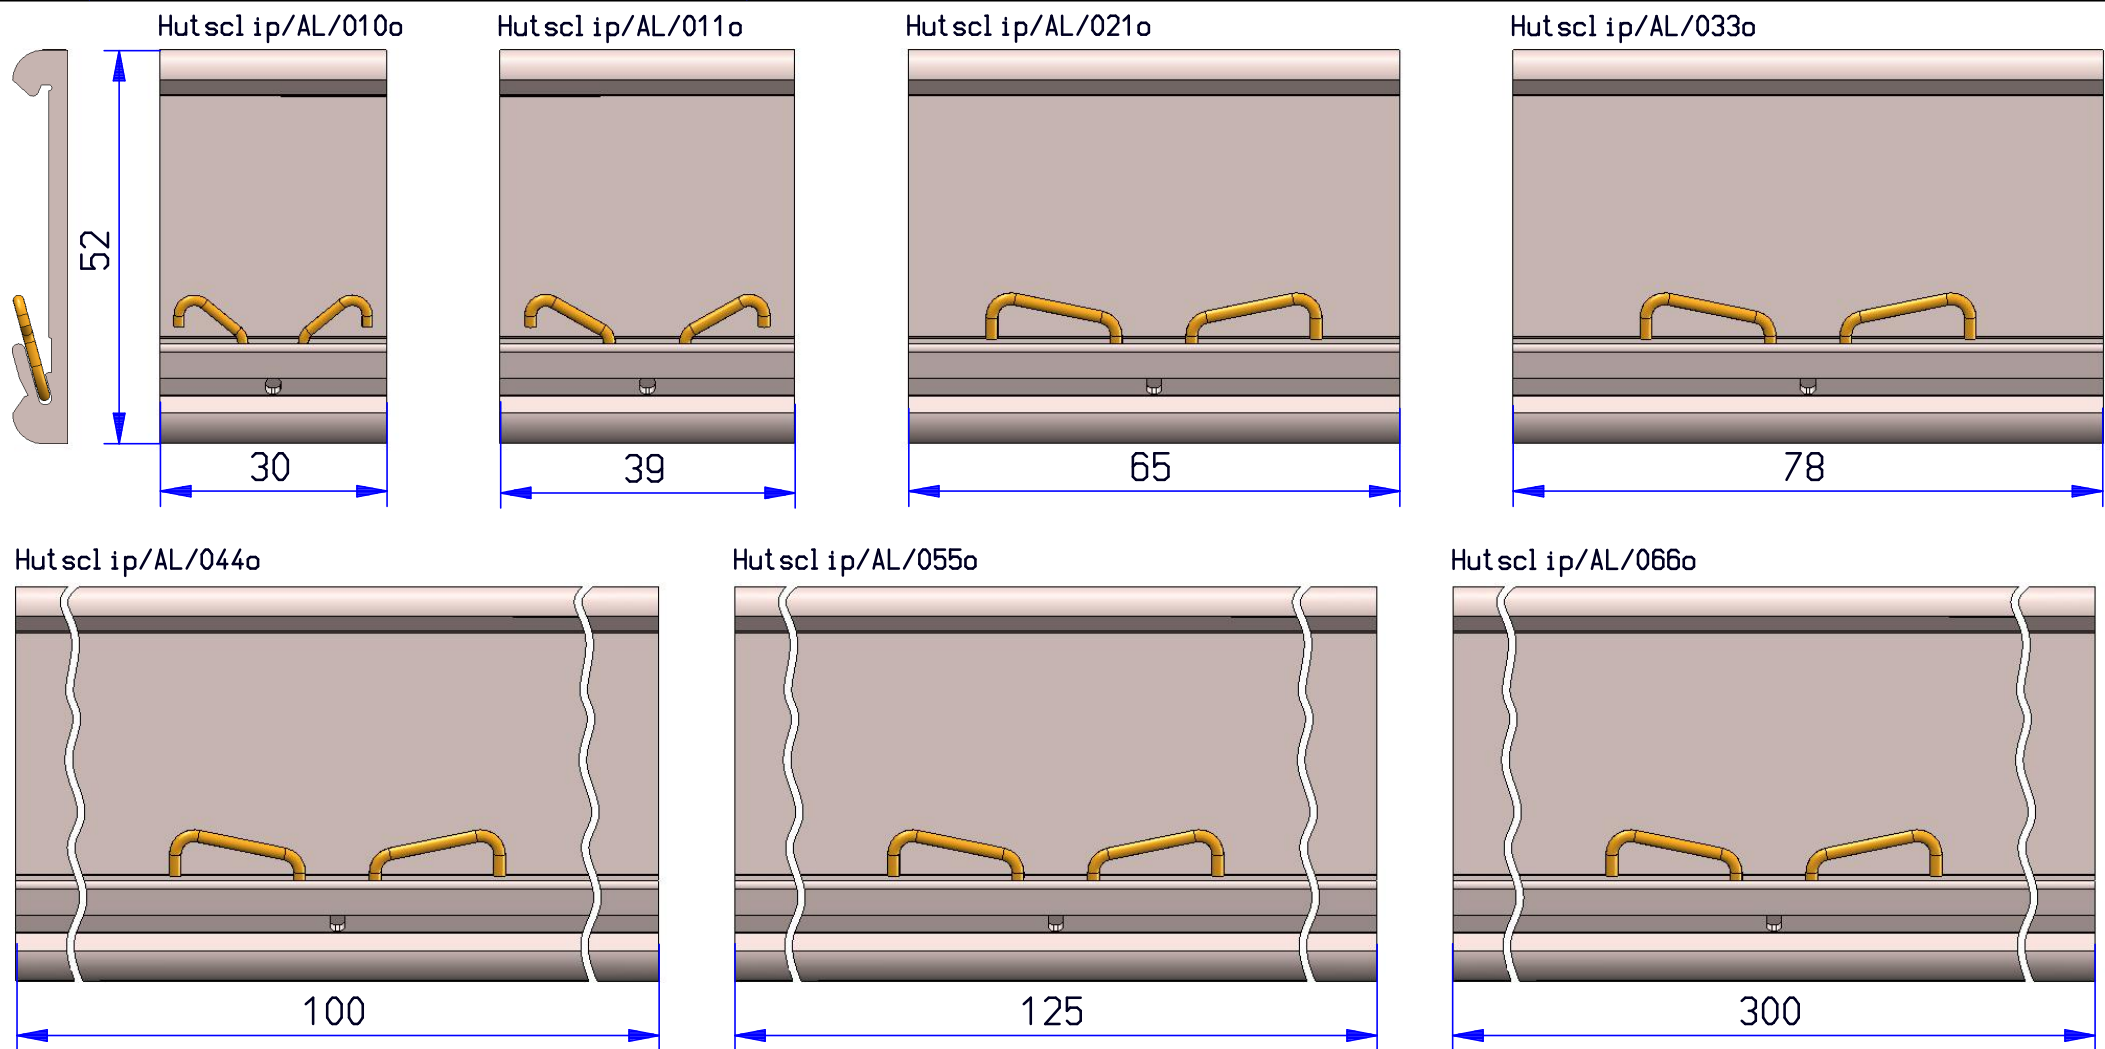 Hutsclip/AL/010o
Hutsclip/AL/011o
Hutsclip/AL/021o
Hutsclip/AL/033o
52
30
39
65
78
Hutsclip/AL/044o
Hutsclip/AL/055o
Hutsclip/AL/066o
100
125
300